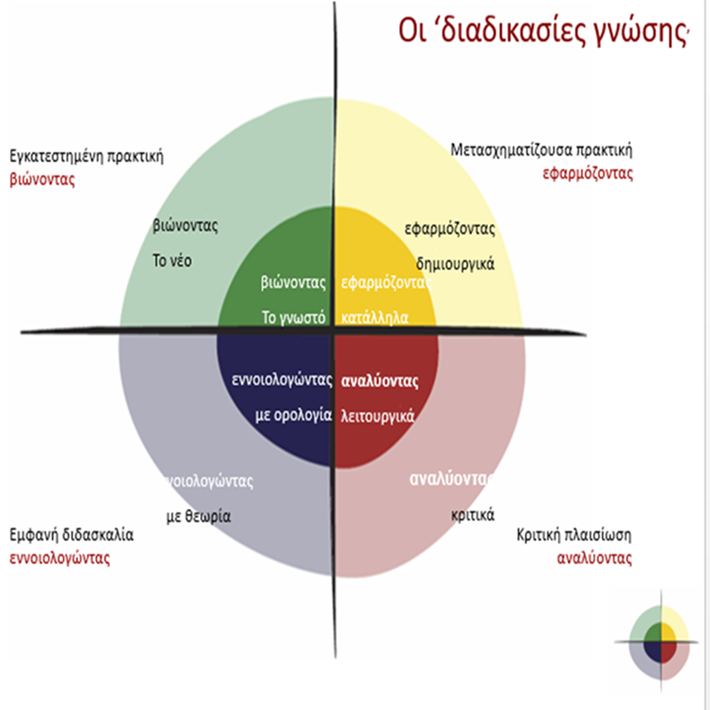 Οι ‘διαδικασίες γνώσης’
Εγκατεστημένη πρακτική
βιώνοντας
Μετασχηματίζουσα πρακτική
εφαρμόζοντας
βιώνοντας
Το νέο
εφαρμόζοντας
δημιουργικά
βιώνοντας
Το γνωστό
εφαρμόζοντας
κατάλληλα
εννοιολογώντας
με ορολογία
αναλύοντας
λειτουργικά
νοιολογώντας
με θεωρία
αναλύοντας
κριτικά
Εμφανή διδασκαλία
εννοιολογώντας
Κριτική πλαισίωση
αναλύοντας